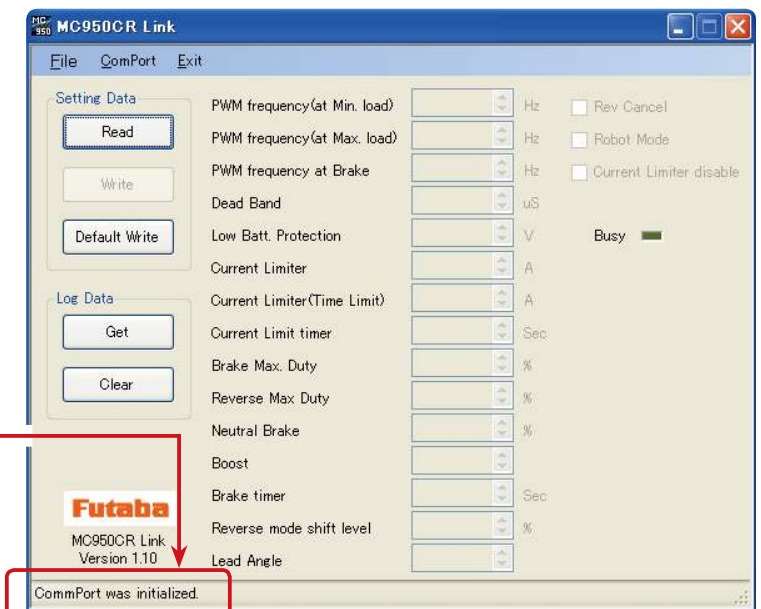 MC950CR Link
File ComPort Exit
Setting Data
Read
Write
Default Write
Log Data
Get
Clear
PWM frequency(at Min. load) Hz
PWM frequency(at Max. load) Hz
PWM frequency at Brake Hz
Dead Band uS
Low Batt. Protection V
Current Limiter A
Current Limiter(Time Limit) A
Current Limit timer Sec
Brake Max. Duty %
Reverse Max Duty %
Neutral Brake %
Boost
Brake timer Sec
Reverse mode shift level %
Lead Angle
Rev Cancel
Robot Mode
Current Limiter disable
Busy
Futaba
MC950CR Link
Version 1.10
CommPort was initialized.